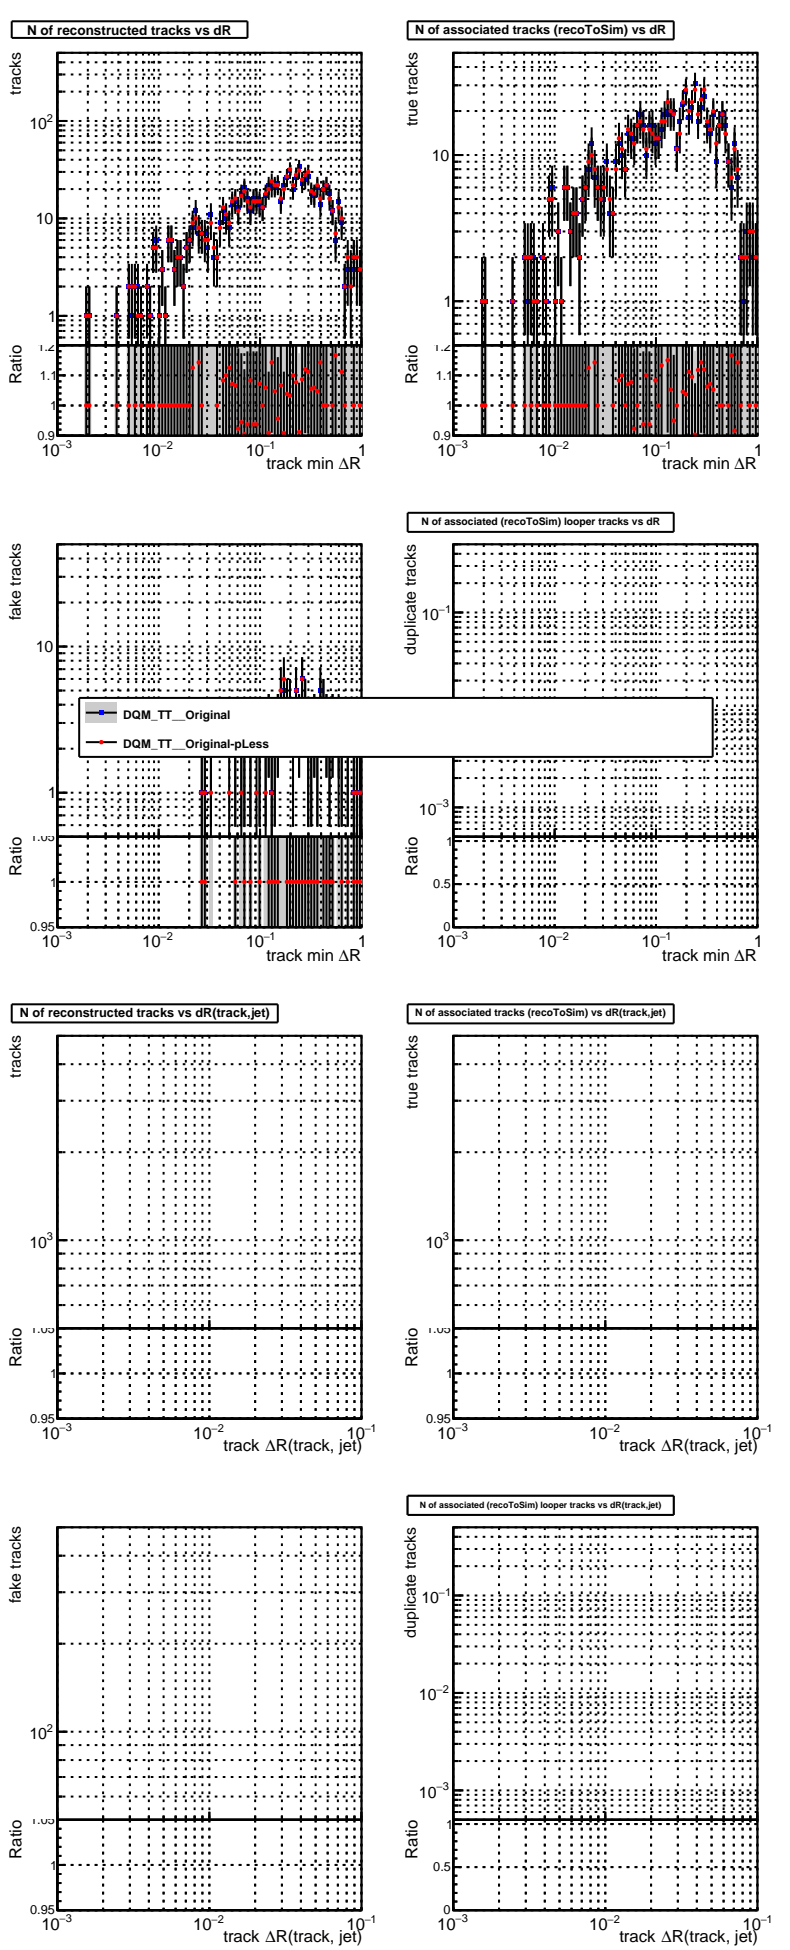 N of reconstructed tracks vs dR
tracks
10²
10
1
Ratio
1.2
1.1
1
0.9
10⁻³ 10⁻² 10⁻¹ 1
track min ΔR
N of associated tracks (recoToSim) vs dR
true tracks
10
1
Ratio
1.2
1.1
1
0.9
10⁻³ 10⁻² 10⁻¹ 1
track min ΔR
fake tracks
10
1
Ratio
1.05
1
0.95
10⁻³ 10⁻² 10⁻¹ 1
track min ΔR
N of associated (recoToSim) looper tracks vs dR
duplicate tracks
10⁻¹
10⁻³
Ratio
1
0.5
0
10⁻³ 10⁻² 10⁻¹ 1
track min ΔR
DQM_TT__Original
DQM_TT__Original-pLess
N of reconstructed tracks vs dR(track,jet)
tracks
10³
Ratio
1.05
1
0.95
10⁻³ 10⁻² 10⁻¹
track ΔR(track, jet)
N of associated tracks (recoToSim) vs dR(track,jet)
true tracks
10³
Ratio
1.05
1
0.95
10⁻³ 10⁻² 10⁻¹
track ΔR(track, jet)
fake tracks
10²
Ratio
1.05
1
0.95
10⁻³ 10⁻² 10⁻¹
track ΔR(track, jet)
N of associated (recoToSim) looper tracks vs dR(track,jet)
duplicate tracks
10⁻¹
10⁻²
10⁻³
Ratio
1
0.5
0
10⁻³ 10⁻² 10⁻¹
track ΔR(track, jet)